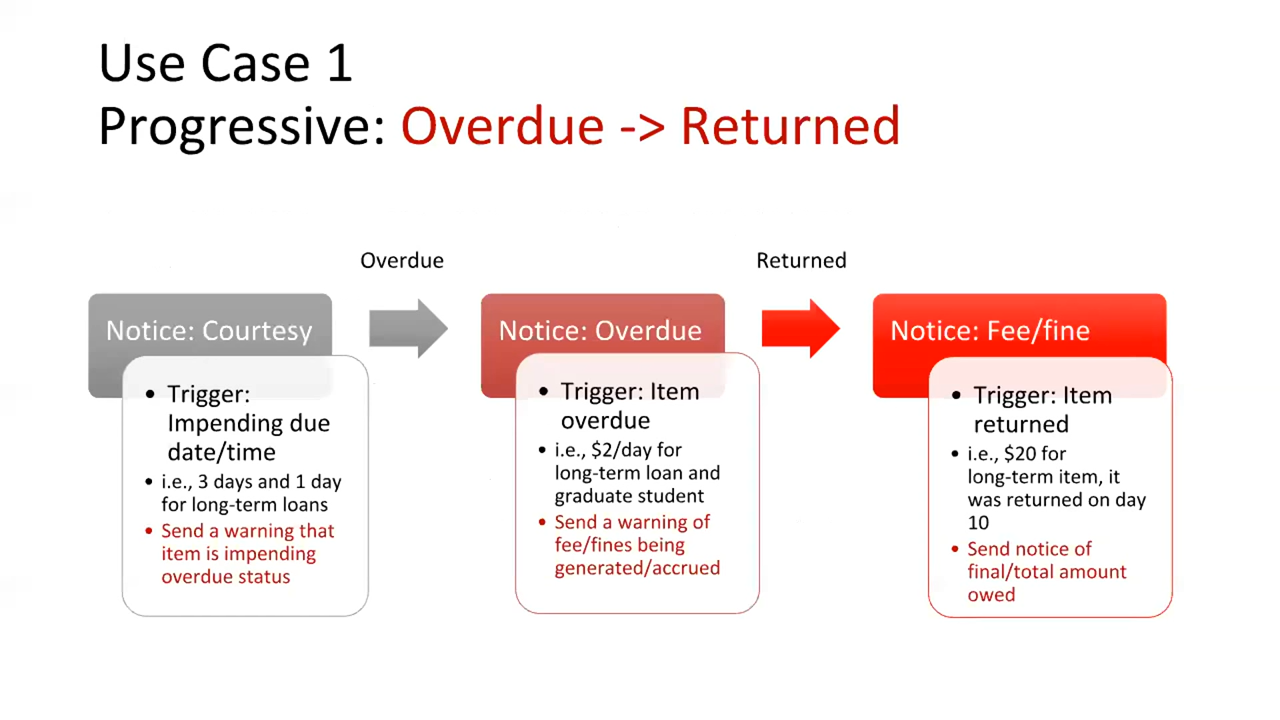 Use Case 1
Progressive: Overdue -> Returned
Overdue
Returned
Notice: Courtesy
• Trigger:
Impending due
date/time
• i.e., 3 days and 1 day
for long-term loans
• Send a warning that
item is impending
overdue status
Notice: Overdue
• Trigger: Item
overdue
• i.e., $2/day for
long-term loan and
graduate student
• Send a warning of
fee/fines being
generated/accrued
Notice: Fee/fine
• Trigger: Item
returned
• i.e., $20 for
long-term item, it
was returned on day
10
• Send notice of
final/total amount
owed